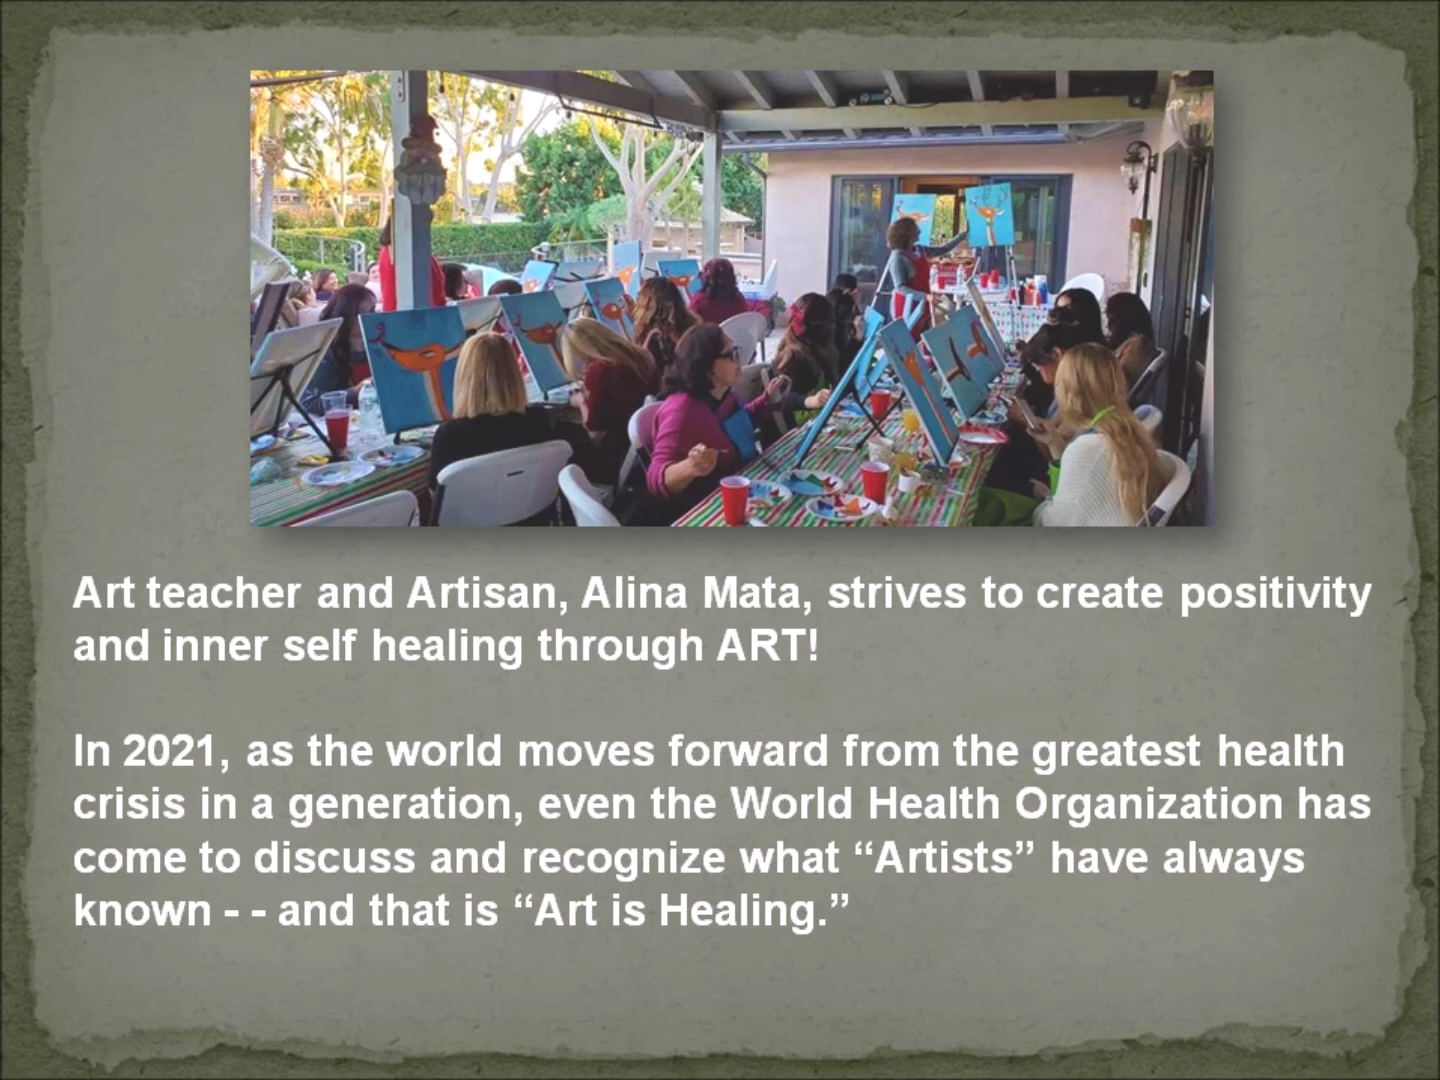 Art teacher and Artisan, Alina Mata, strives to create positivity
and inner self healing through ART!
In 2021, as the world moves forward from the greatest health
crisis in a generation, even the World Health Organization has
come to discuss and recognize what “Artists” have always
known - - and that is “Art is Healing.”